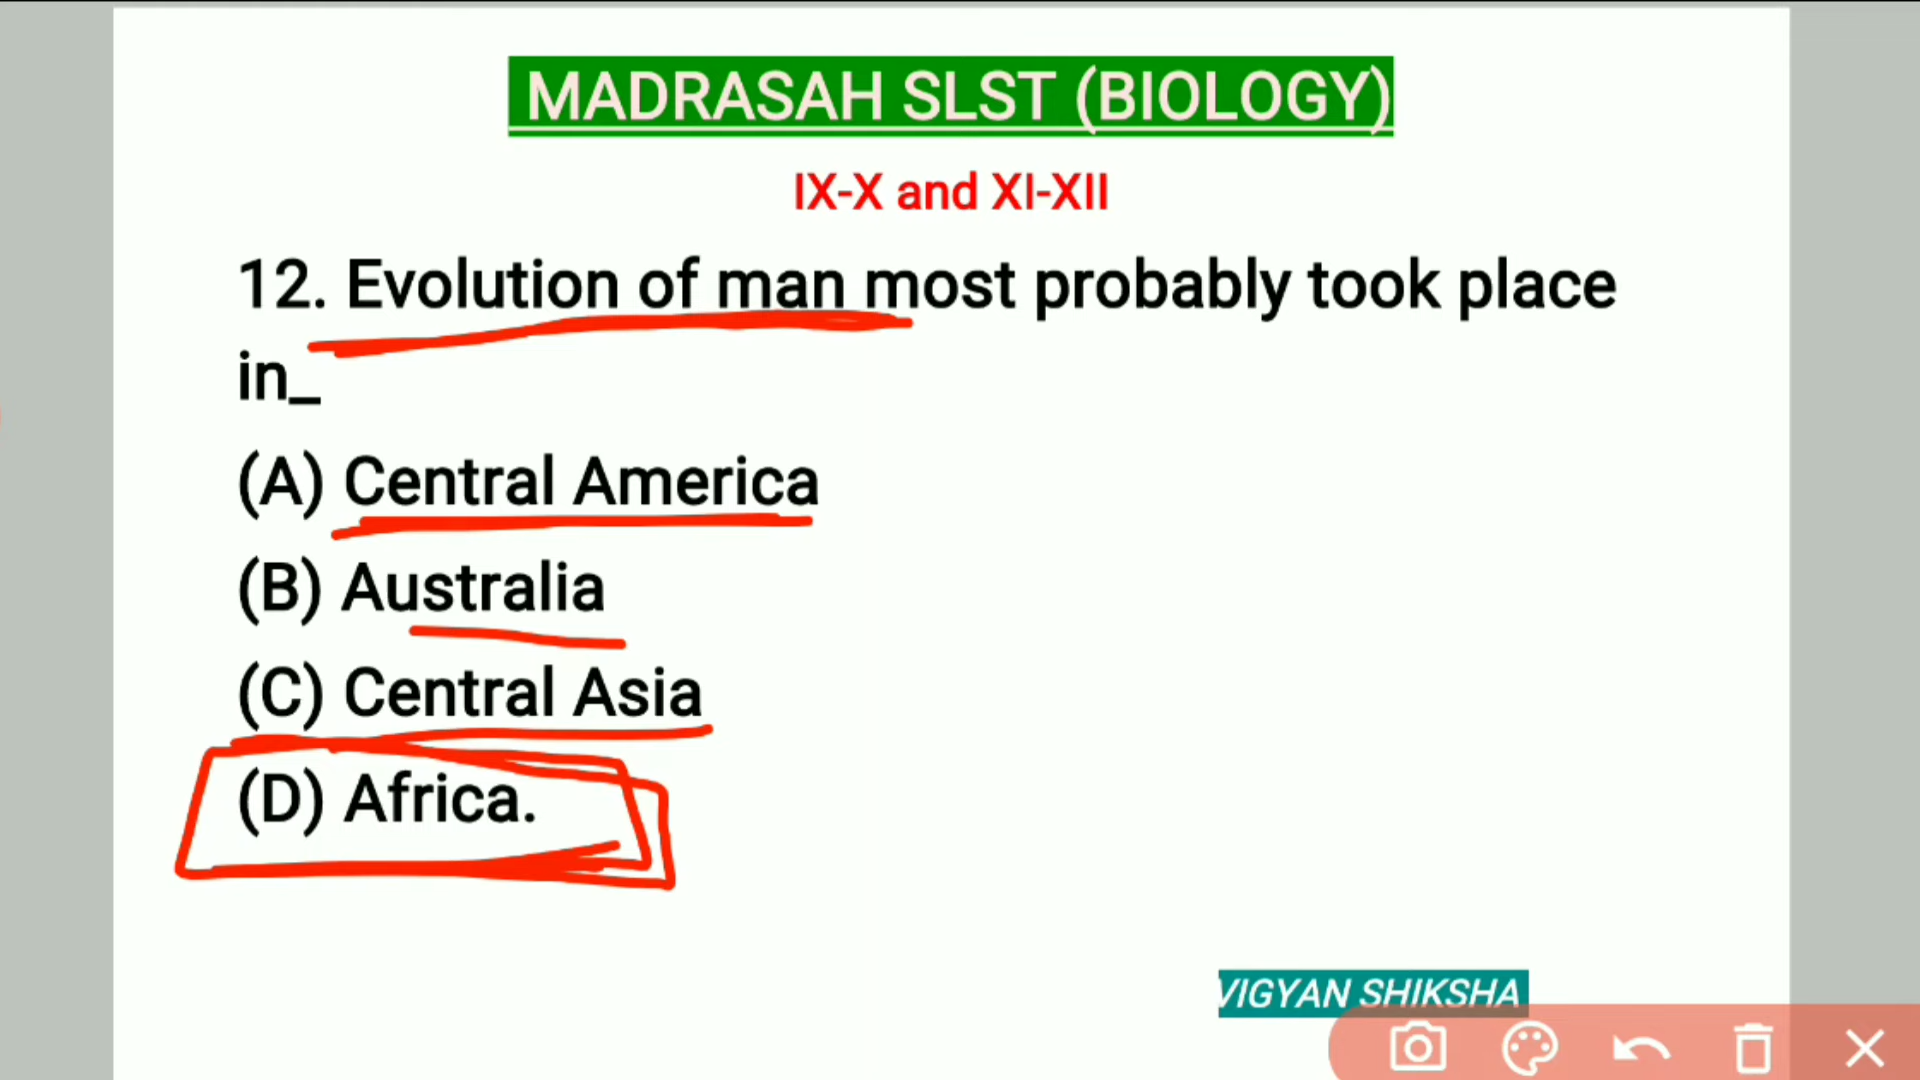 MADRASAH SLST (BIOLOGY)
IX-X and XI-XII
12. Evolution of man most probably took place
in_
(A) Central America
(B) Australia
(C) Central Asia
(D) Africa.
VIGYAN SHIKSHA